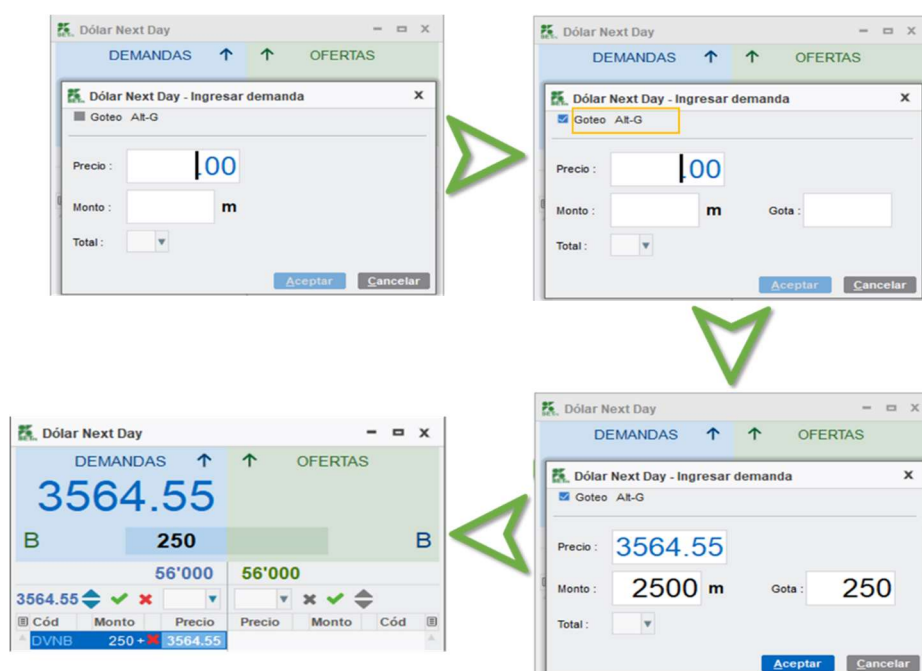 Dólar Next Day
DEMANDAS OFERTAS
Dólar Next Day - Ingresar demanda X
Goteo Alt-G
Precio : .00
Monto : m
Total :
Aceptar Cancelar
Dólar Next Day
DEMANDAS OFERTAS
Dólar Next Day - Ingresar demanda X
Goteo Alt-G
Precio : .00
Monto : m Gota :
Total :
Aceptar Cancelar
Dólar Next Day
DEMANDAS OFERTAS
Dólar Next Day - Ingresar demanda X
Goteo Alt-G
Precio : 3564.55
Monto : 2500 m Gota : 250
Total :
Aceptar Cancelar
Dólar Next Day
DEMANDAS OFERTAS
3564.55
B 250 B
56'000 56'000
3564.55
Cód Monto Precio Precio Monto Cód
DVNB 250 + 3564.55